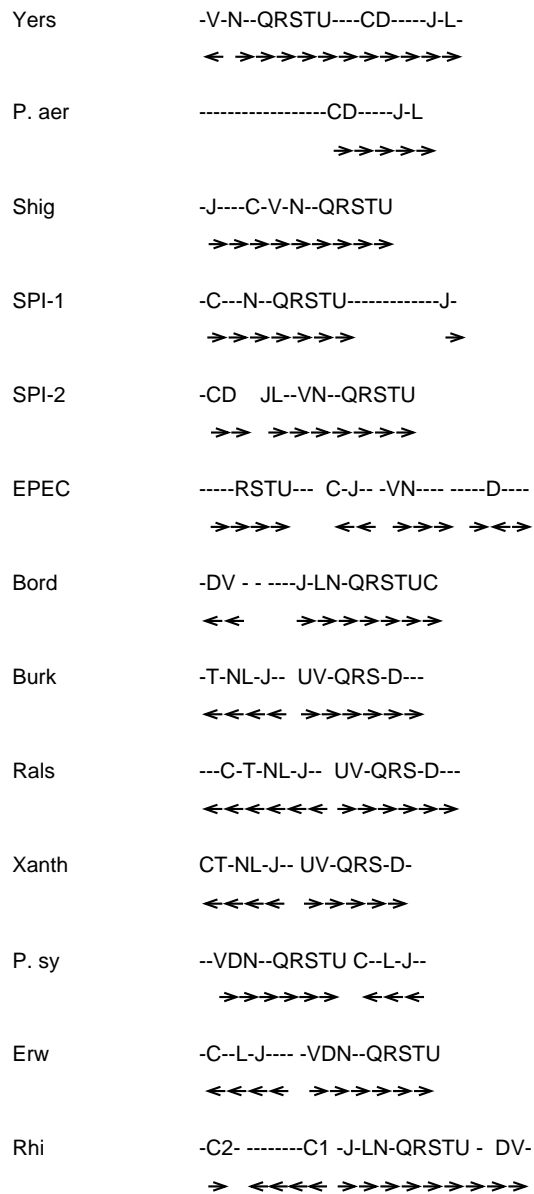 Yers -V-N--QRSTU----CD-----J-L-
← →→→→→→→→→→→→
P. aer ------------------CD-----J-L
→→→→→
Shig -J----C-V-N--QRSTU
→→→→→→→→→
SPI-1 -C---N--QRSTU-------------J-
→→→→→→→ →
SPI-2 -CD JL--VN--QRSTU
→→ →→→→→→→
EPEC -----RSTU--- C-J-- -VN---- -----D----
→→→→ ←← →→→ →←→
Bord -DV - - ----J-LN-QRSTUC
←← →→→→→→→
Burk -T-NL-J-- UV-QRS-D---
←←←← →→→→→→
Rals ---C-T-NL-J-- UV-QRS-D---
←←←←←← →→→→→→
Xanth CT-NL-J-- UV-QRS-D-
←←←← →→→→→
P. sy --VDN--QRSTU C--L-J--
→→→→→→ ←←←
Erw -C--L-J---- -VDN--QRSTU
←←←← →→→→→→
Rhi -C2- --------C1 -J-LN-QRSTU - DV-
→ ←←←← →→→→→→→→→